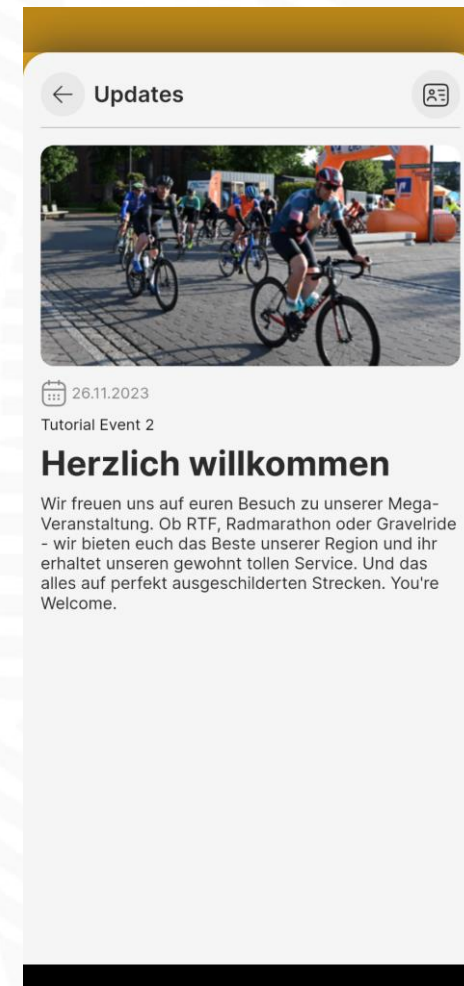 Updates
26.11.2023
Tutorial Event 2
Herzlich willkommen
Wir freuen uns auf euren Besuch zu unserer Mega-
Veranstaltung. Ob RTF, Radmarathon oder Gravelride
- wir bieten euch das Beste unserer Region und ihr
erhaltet unseren gewohnt tollen Service. Und das
alles auf perfekt ausgeschilderten Strecken. You're
Welcome.